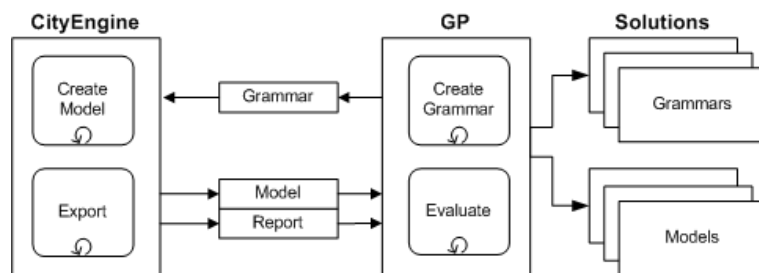 CityEngine
GP
Solutions
Create
Model
Grammar
Create
Grammar
Grammars
Export
Model
Report
Evaluate
Models